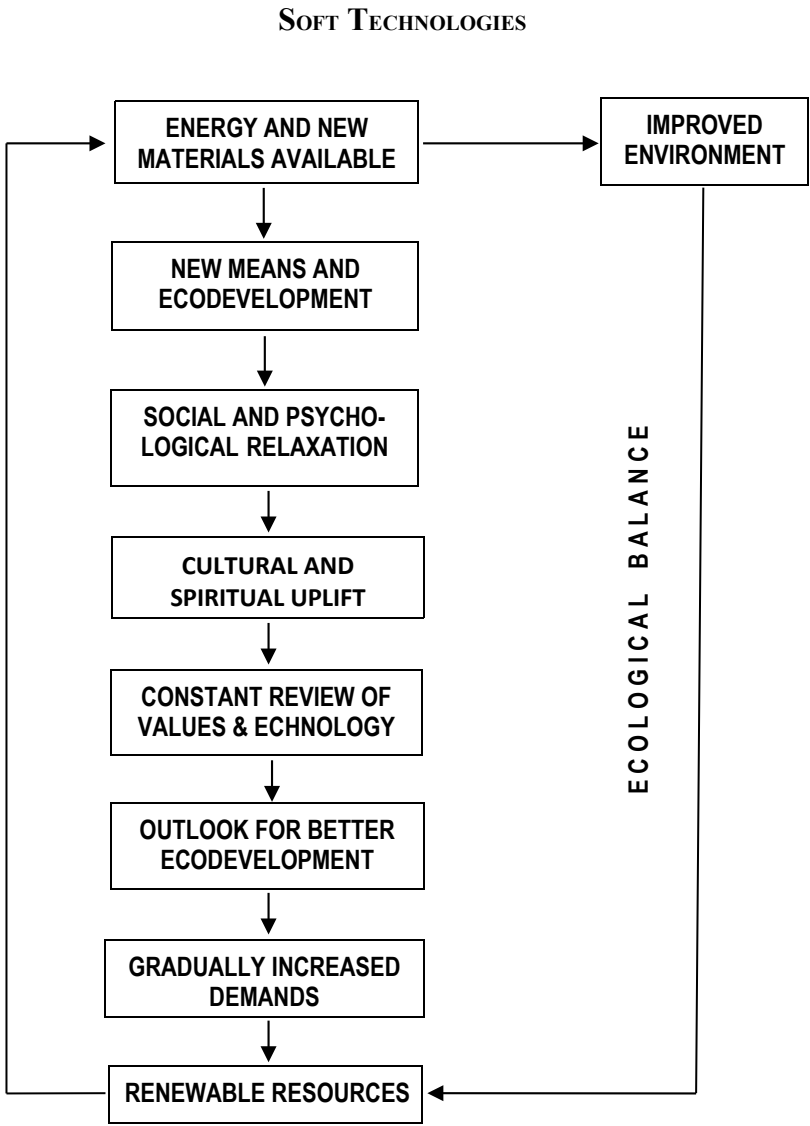 SOFT TECHNOLOGIES
ENERGY AND NEW
MATERIALS AVAILABLE
IMPROVED
ENVIRONMENT
NEW MEANS AND
ECODEVELOPMENT
SOCIAL AND PSYCHO-
LOGICAL RELAXATION
CULTURAL AND
SPIRITUAL UPLIFT
CONSTANT REVIEW OF
VALUES & ECHNOLOGY
OUTLOOK FOR BETTER
ECODEVELOPMENT
GRADUALLY INCREASED
DEMANDS
RENEWABLE RESOURCES
ECOLOGICAL BALANCE